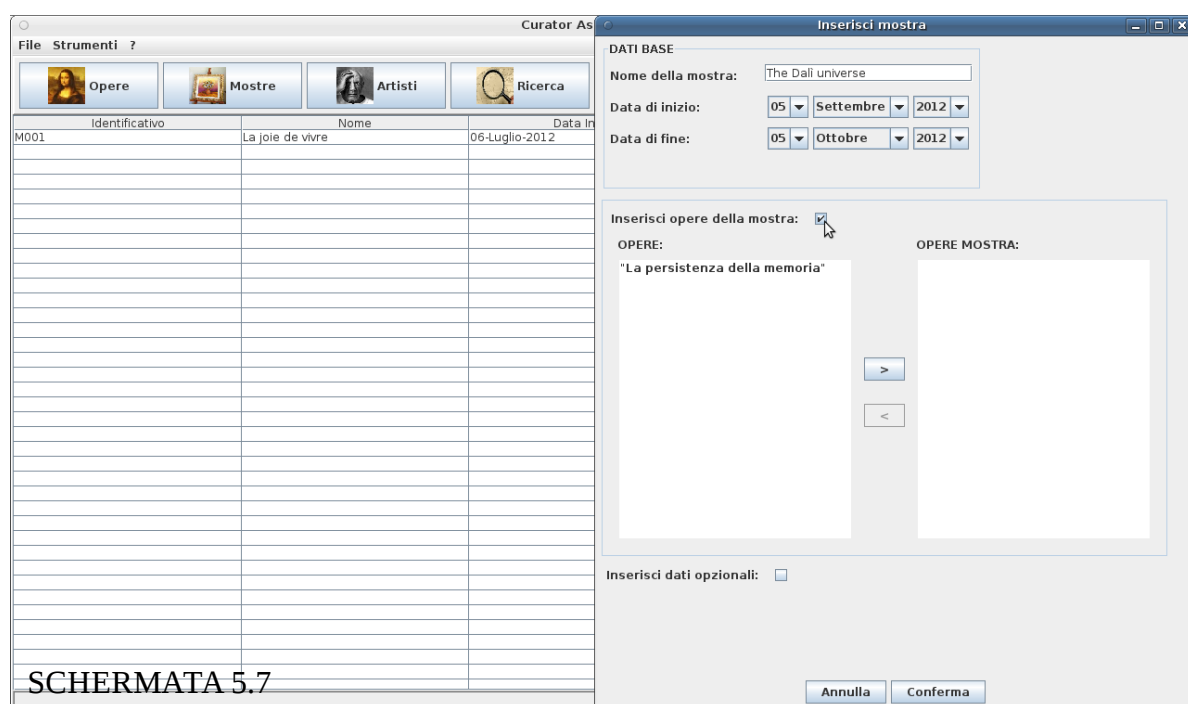 Curator As
File Strumenti ?
Opere Mostre Artisti Ricerca
Identificativo Nome Data In
M001 La joie de vivre 06-Luglio-2012
SCHERMATA 5.7
Inserisci mostra
DATI BASE
Nome della mostra: The Dalì universe
Data di inizio: 05 Settembre 2012
Data di fine: 05 Ottobre 2012
Inserisci opere della mostra:
OPERE: OPERE MOSTRA:
"La persistenza della memoria"
>
<
Inserisci dati opzionali:
Annulla Conferma